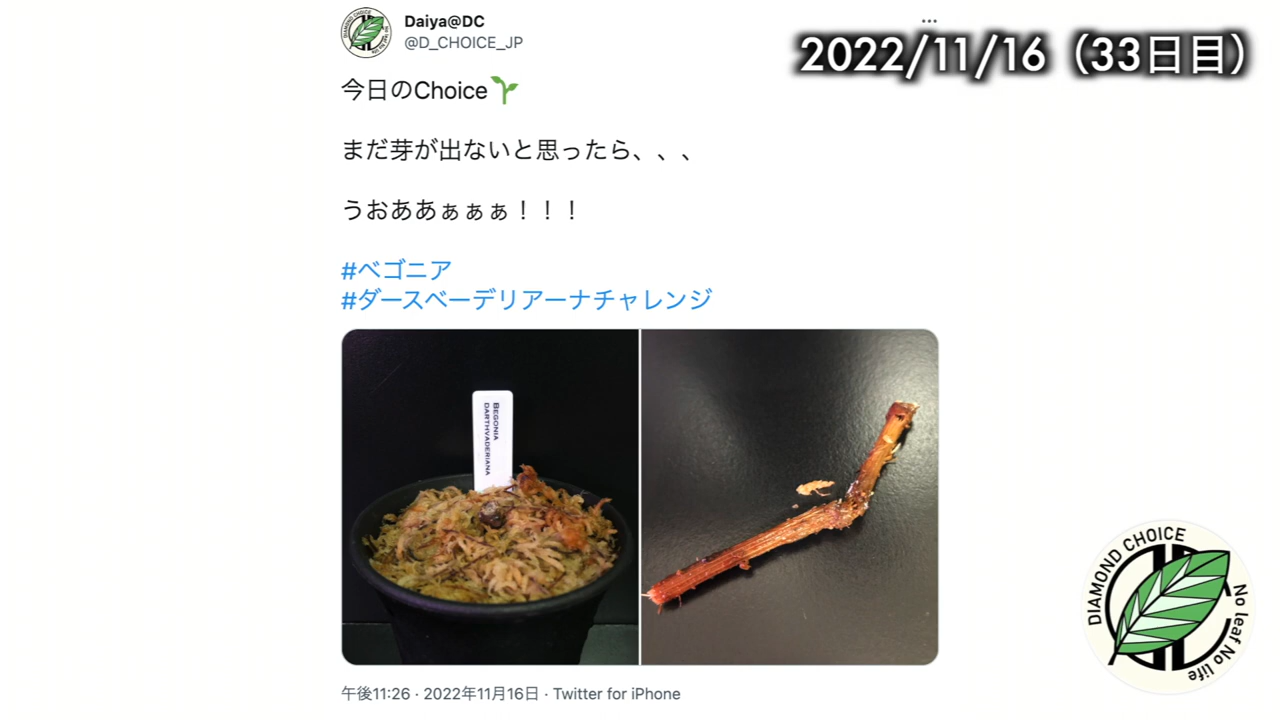 Daiya@DC
@D_CHOICE_JP
2022/11/16（33日目）
今日のChoice
まだ芽が出ないと思ったら、、、
うおああぁぁぁ！！！
#ベゴニア
#ダースベーデリアーナチャレンジ
BEGONIA
DARTHVADERIANA
午後11:26 · 2022年11月16日 · Twitter for iPhone
DIAMOND CHOICE
No leaf No life